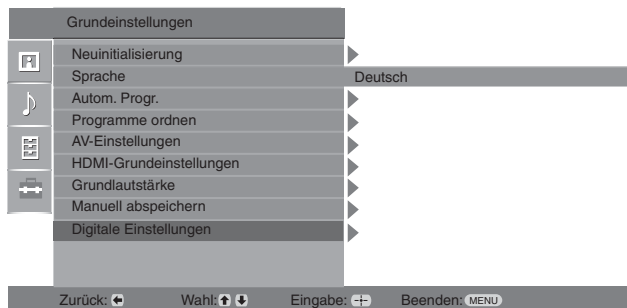 Grundeinstellungen
Neuinitialisierung
Sprache Deutsch
Autom. Progr.
Programme ordnen
AV-Einstellungen
HDMI-Grundeinstellungen
Grundlautstärke
Manuell abspeichern
Digitale Einstellungen
Zurück: Wahl: Eingabe: Beenden: MENU